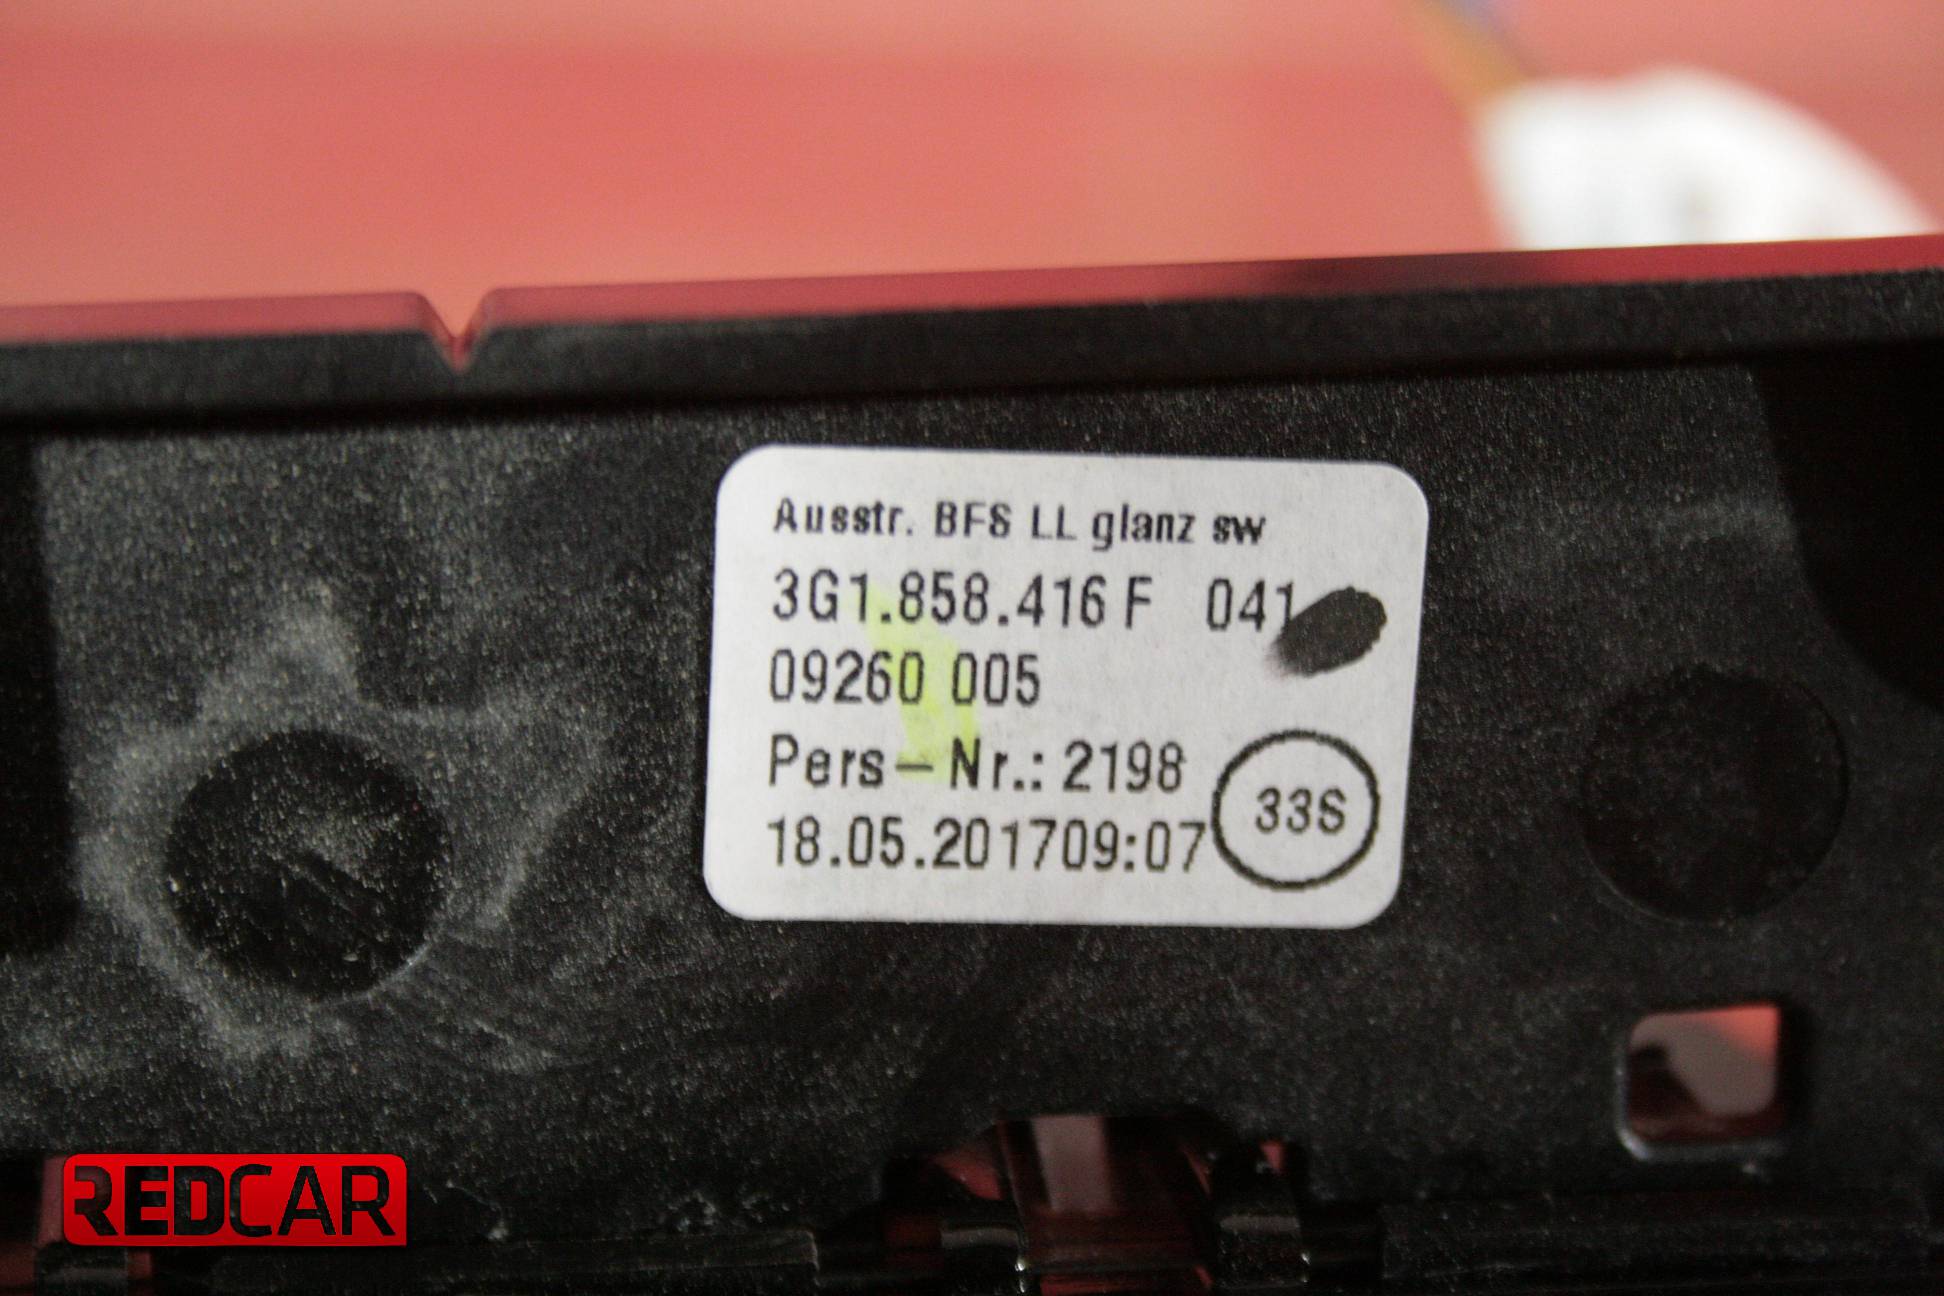 Ausstr. BFS LL glanz sw
3G1.858.416 F 041
09260 005
Pers-Nr.: 2198
18.05.201709:07
33S
REDCAR